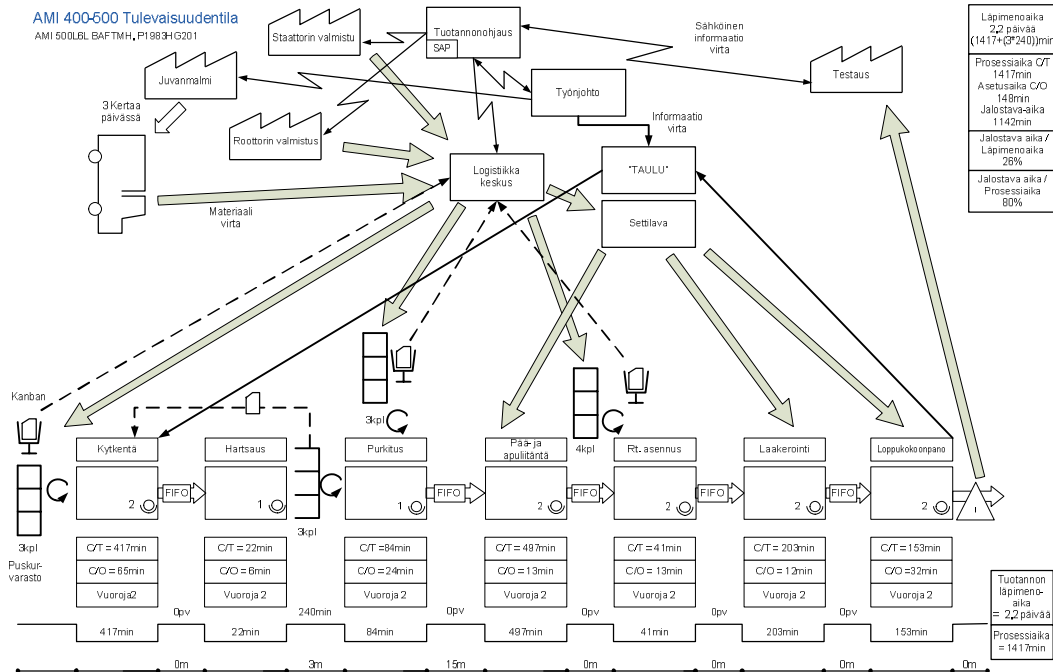 AMI 400-500 Tulevaisuudentila
AMI 500L6L BAFTMH, P1983HG201
Staattorin valmistu
Tuotannonohjaus
SAP
Sähköinen
informaatio
virta
Testaus
Juvanmalmi
Työnjohto
3 Kertaa
päivässä
Roottorin valmistus
Informaatio
virta
Logistiikka
keskus
"TAULU"
Settilava
Materiaali
virta
Läpimenoaika
2,2 päivää
(1417+(3*240))min
Prosessiaika C/T
1417min
Asetusaika C/O
148min
Jalostava-aika
1142min
Jalostava aika /
Läpimenoaika
26%
Jalostava aika /
Prosessiaika
80%
Kanban
3kpl
4kpl
Kytkentä
Hartsaus
Purkitus
Pää- ja
apuliitäntä
Rt. asennus
Laakerointi
Loppukokoonpano
2
FIFO
1
1
FIFO
2
FIFO
2
FIFO
2
FIFO
2
I
3kpl
3kpl
Puskur-
varasto
C/T = 417min
C/T = 22min
C/T =84min
C/T = 497min
C/T = 41min
C/T = 203min
C/T = 153min
C/O = 65min
C/O = 6min
C/O = 24min
C/O = 13min
C/O = 13min
C/O = 12min
C/O =32min
Vuoroja2
Vuoroja 2
Vuoroja 2
Vuoroja 2
Vuoroja 2
Vuoroja 2
Vuoroja 2
0pv
240min
0pv
0pv
0pv
0pv
417min
22min
84min
497min
41min
203min
153min
Tuotannon
läpimeno-
aika
= 2,2 päivää
Prosessiaika
= 1417min
0m
3m
15m
0m
0m
0m
0m